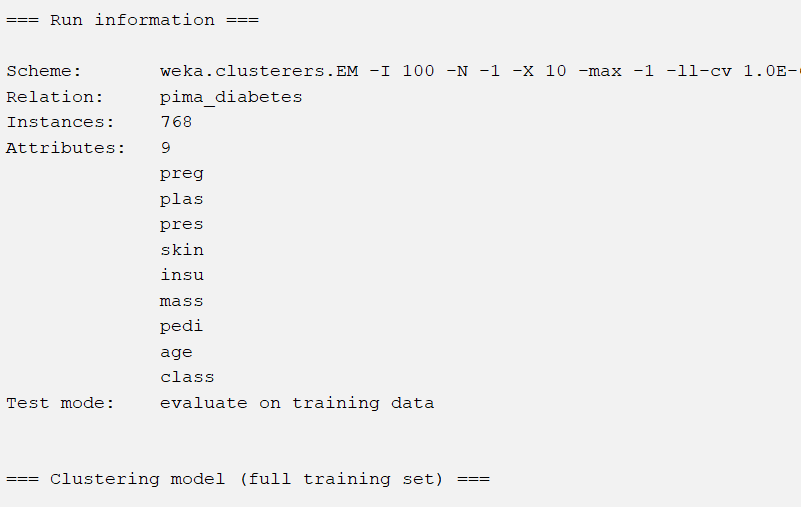 === Run information ===
Scheme: weka.clusterers.EM -I 100 -N -1 -X 10 -max -1 -ll-cv 1.0E-
Relation: pima_diabetes
Instances: 768
Attributes: 9
preg
plas
pres
skin
insu
mass
pedi
age
class
Test mode: evaluate on training data
=== Clustering model (full training set) ===